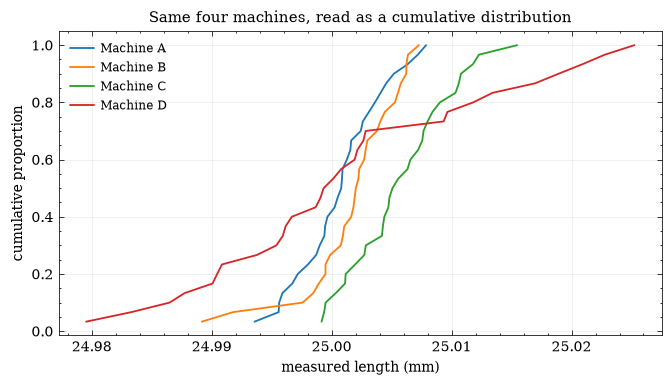 Same four machines, read as a cumulative distribution
Machine A
Machine B
Machine C
Machine D
cumulative proportion
1.0
0.8
0.6
0.4
0.2
0.0
24.98 24.99 25.00 25.01 25.02
measured length (mm)